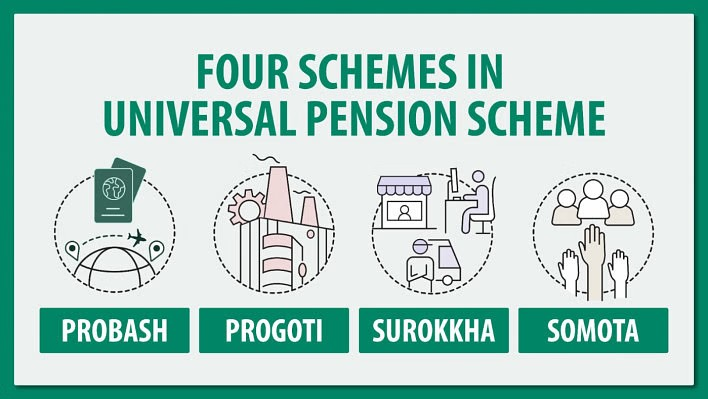 FOUR SCHEMES IN
UNIVERSAL PENSION SCHEME
PROBASH
PROGOTI
SUROKKHA
SOMOTA